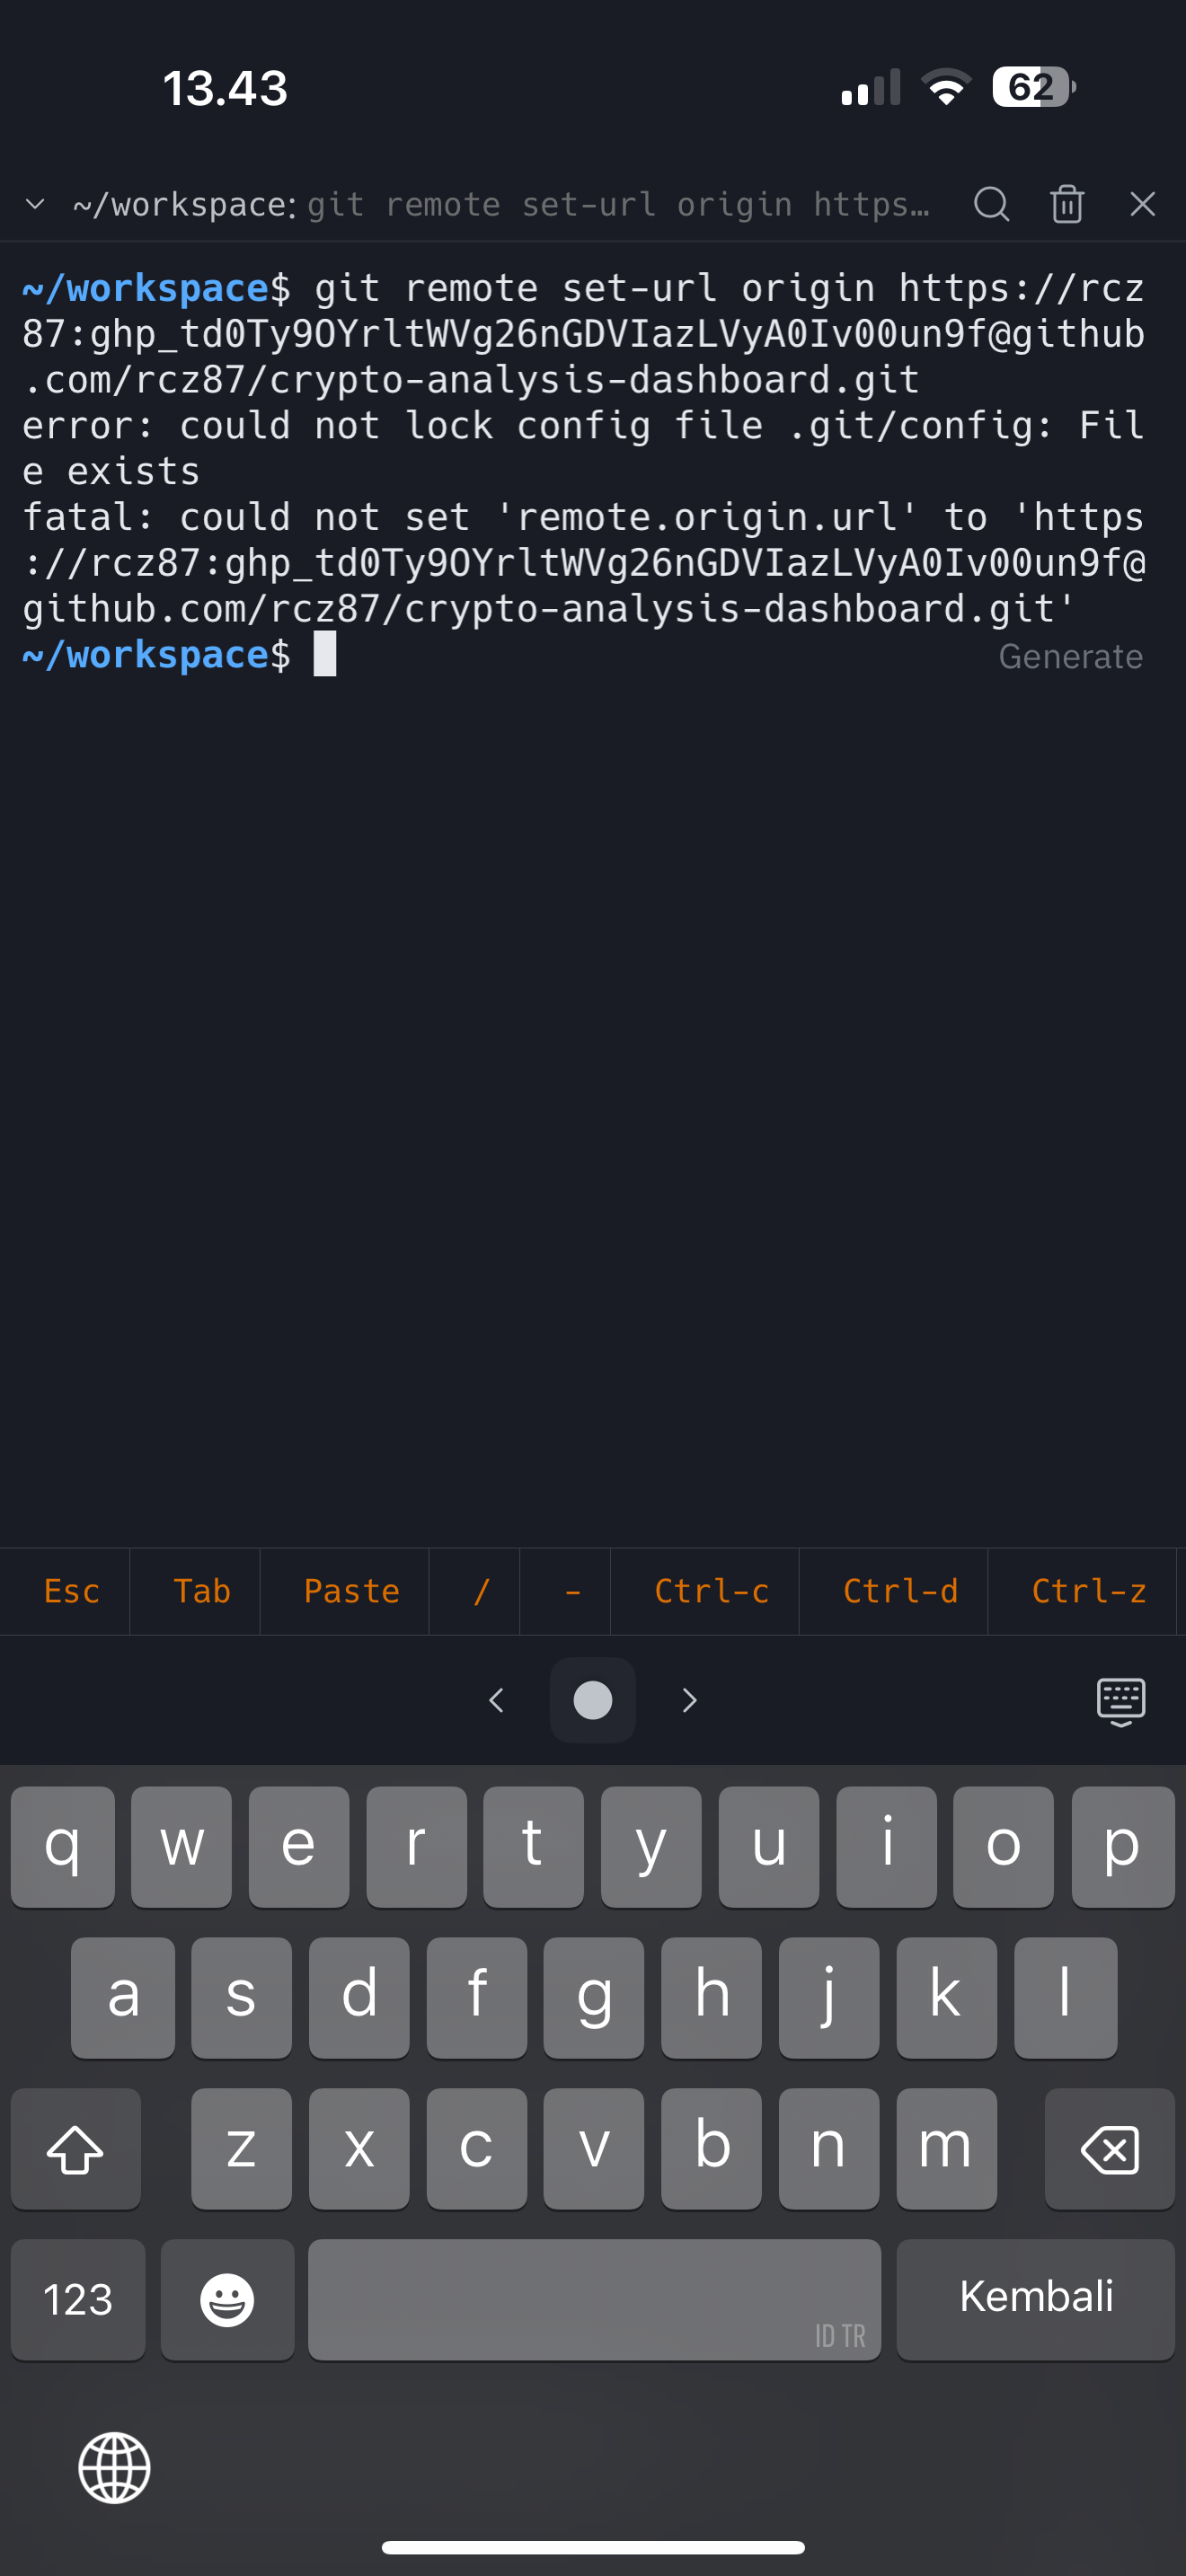 13.43
62
~/workspace: git remote set-url origin https…
~/workspace$ git remote set-url origin https://rcz
87: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@github
.com/rcz87/crypto-analysis-dashboard.git
error: could not lock config file .git/config: Fil
e exists
fatal: could not set 'remote.origin.url' to 'https
://rcz87: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@
github.com/rcz87/crypto-analysis-dashboard.git'
~/workspace$ Generate
Esc Tab Paste / - Ctrl-c Ctrl-d Ctrl-z
q w e r t y u i o p
a s d f g h j k l
z x c v b n m
123 ID TR Kembali